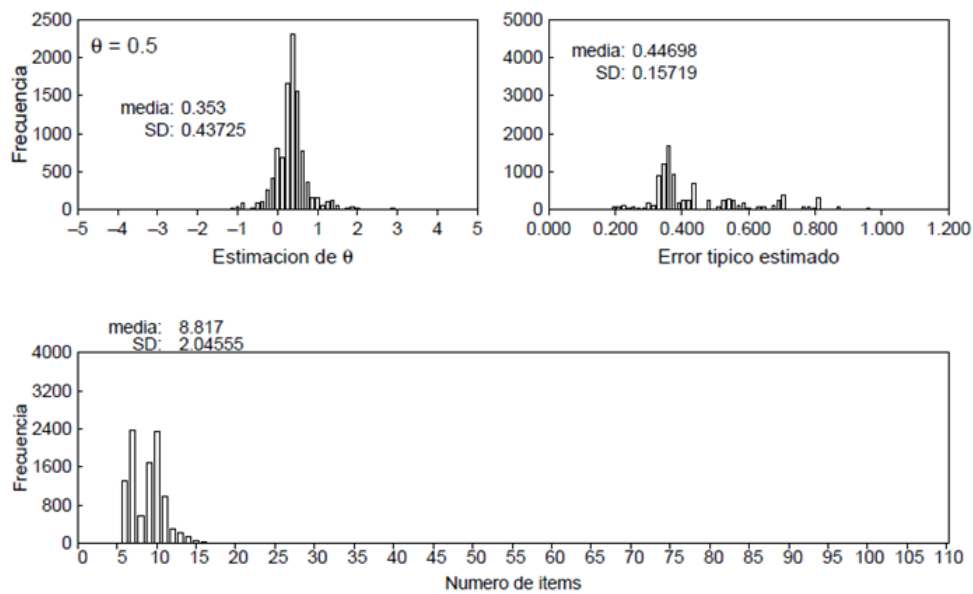 2500
2000
1500
1000
500
0
Frecuencia
θ = 0.5
media: 0.353
SD: 0.43725
–5 –4 –3 –2 –1 0 1 2 3 4 5
Estimacion de θ
5000
4000
3000
2000
1000
0
media: 0.44698
SD: 0.15719
0.000 0.200 0.400 0.600 0.800 1.000 1.200
Error tipico estimado
media: 8.817
SD: 2.04555
4000
3200
2400
1600
800
0
Frecuencia
0 5 10 15 20 25 30 35 40 45 50 55 60 65 70 75 80 85 90 95 100 105 110
Numero de items